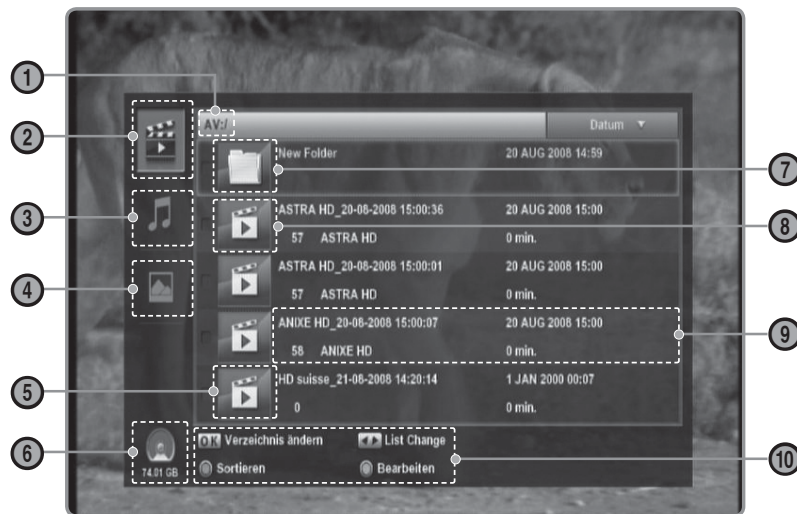 1
2
3
4
5
6
7
8
9
10
AV:/ Datum
New Folder 20 AUG 2008 14:59
ASTRA HD_20-08-2008 15:00:36 20 AUG 2008 15:00
57 ASTRA HD 0 min.
ASTRA HD_20-08-2008 15:00:01 20 AUG 2008 15:00
57 ASTRA HD 0 min.
ANIXE HD_20-08-2008 15:00:07 20 AUG 2008 15:00
58 ANIXE HD 0 min.
HD suisse_21-08-2008 14:20:14 1 JAN 2000 00:07
0 0 min.
74.01 GB
OK Verzeichnis ändern List Change
Sortieren Bearbeiten